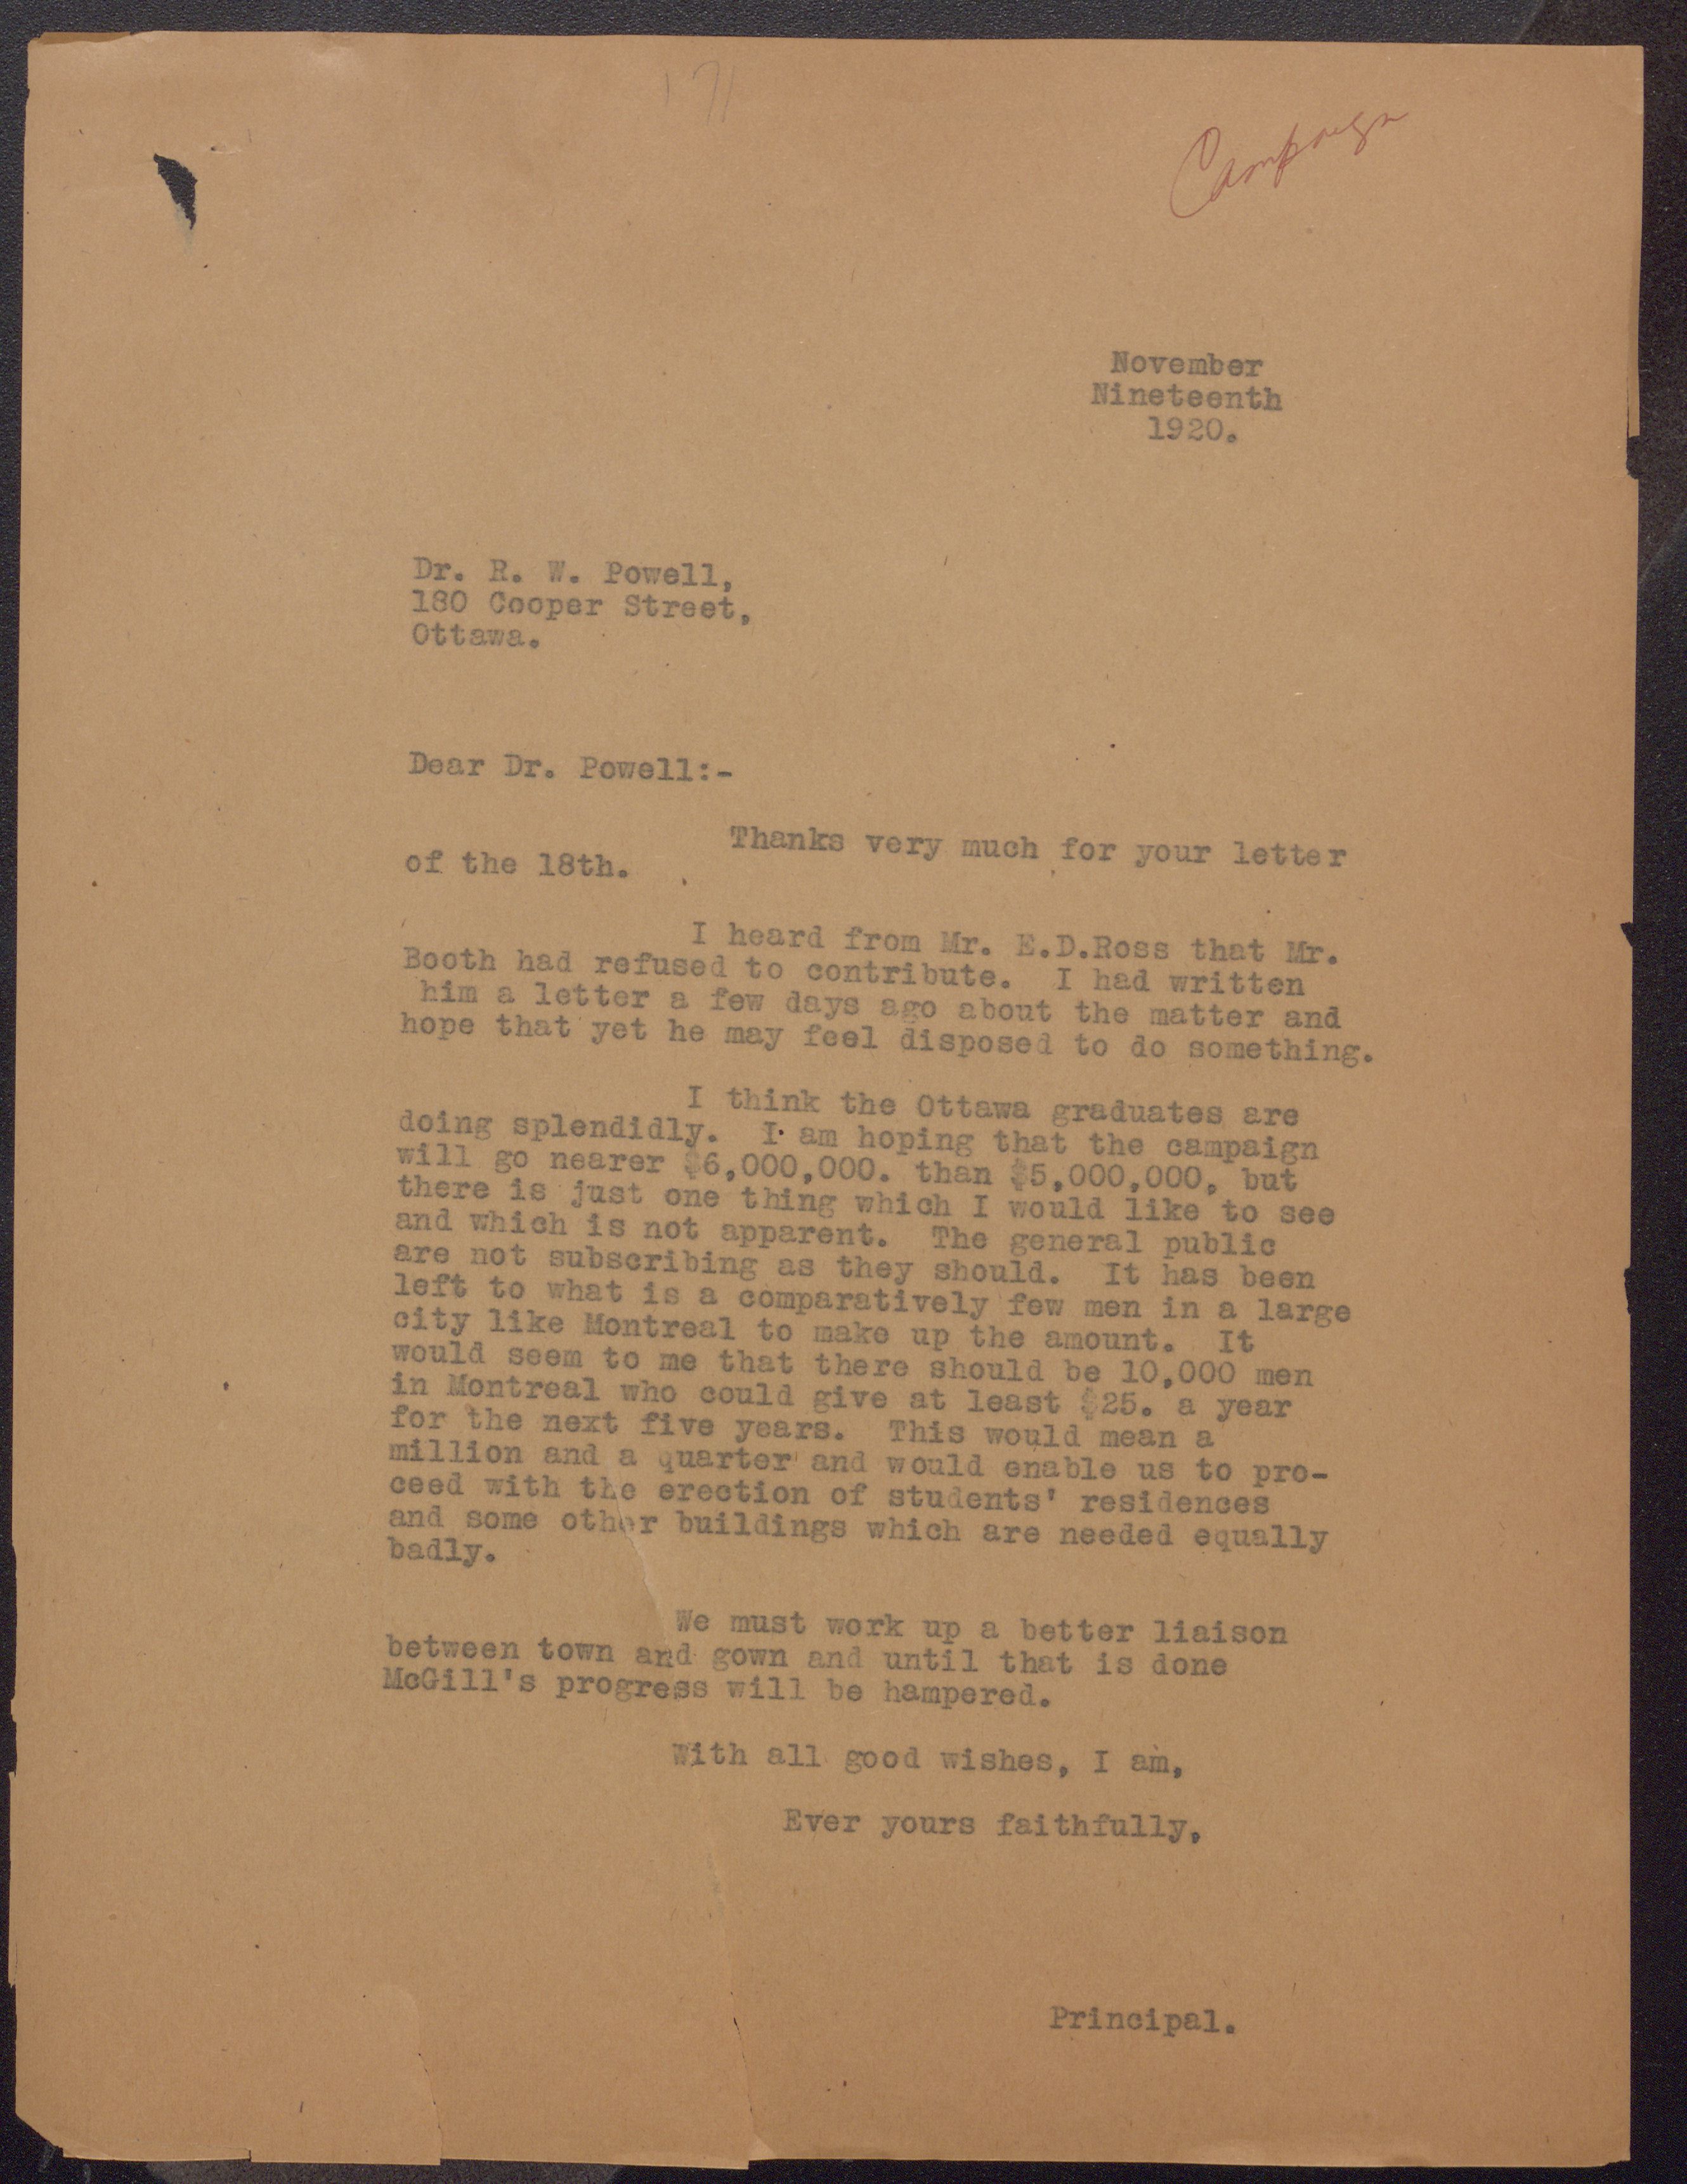 171
Campaign
November
Nineteenth
1920.
Dr. R. W. Powell,
180 Cooper Street,
Ottawa.
Dear Dr. Powell:-
Thanks very much for your letter
of the 18th.
I heard from Mr. E.D.Ross that Mr.
Booth had refused to contribute. I had written
him a letter a few days ago about the matter and
hope that yet he may feel disposed to do something.
I think the Ottawa graduates are
doing splendidly. I am hoping that the campaign
will go nearer $6,000,000. than $5,000,000, but
there is just one thing which I would like to see
and which is not apparent. The general public
are not subscribing as they should. It has been
left to what is a comparatively few men in a large
city like Montreal to make up the amount. It
would seem to me that there should be 10,000 men
in Montreal who could give at least $25. a year
for the next five years. This would mean a
million and a quarter and would enable us to pro-
ceed with the erection of students' residences
and some other buildings which are needed equally
badly.
We must work up a better liaison
between town and gown and until that is done
McGill's progress will be hampered.
With all good wishes, I am,
Ever yours faithfully,
Principal.